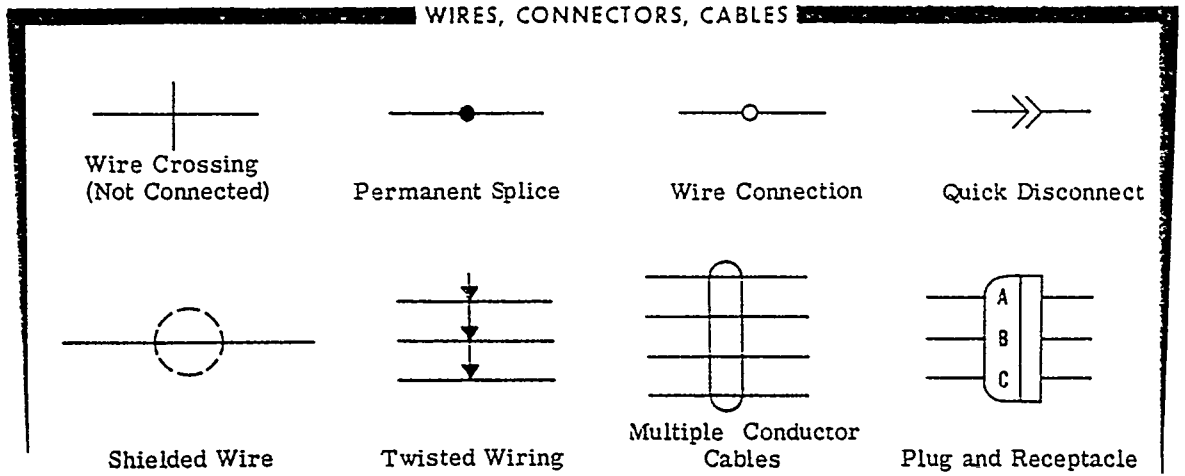 WIRES, CONNECTORS, CABLES
Wire Crossing
(Not Connected)
Permanent Splice
Wire Connection
Quick Disconnect
A
B
C
Shielded Wire
Twisted Wiring
Multiple Conductor
Cables
Plug and Receptacle